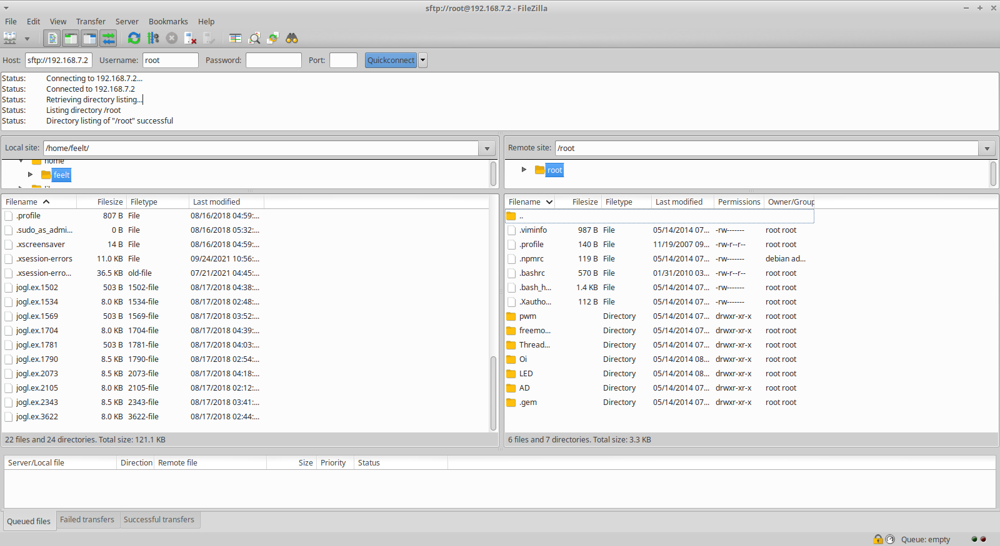 sftp://root@192.168.7.2 - FileZilla
File Edit View Transfer Server Bookmarks Help
Host: sftp://192.168.7.2 Username: root Password: Port: Quickconnect
Status: Connecting to 192.168.7.2...
Status: Connected to 192.168.7.2
Status: Retrieving directory listing...
Status: Listing directory /root
Status: Directory listing of "/root" successful
Local site: /home/feelt/
home
feelt
Filename Filesize Filetype Last modified
.profile 807 B File 08/16/2018 04:59:...
.sudo_as_admi... 0 B File 08/16/2018 05:32:...
.xscreensaver 14 B File 08/16/2018 04:59:...
.xsession-errors 11.0 KB File 09/24/2021 10:56:...
.xsession-erro... 36.5 KB old-file 07/21/2021 04:45:...
jogl.ex.1502 503 B 1502-file 08/17/2018 04:38:...
jogl.ex.1534 8.0 KB 1534-file 08/17/2018 02:48:...
jogl.ex.1569 503 B 1569-file 08/17/2018 03:52:...
jogl.ex.1704 8.0 KB 1704-file 08/17/2018 04:39:...
jogl.ex.1781 503 B 1781-file 08/17/2018 04:03:...
jogl.ex.1790 8.5 KB 1790-file 08/17/2018 02:54:...
jogl.ex.2073 8.5 KB 2073-file 08/17/2018 04:18:...
jogl.ex.2105 8.0 KB 2105-file 08/17/2018 02:12:...
jogl.ex.2343 8.5 KB 2343-file 08/17/2018 03:41:...
jogl.ex.3622 8.0 KB 3622-file 08/17/2018 02:44:...
22 files and 24 directories. Total size: 121.1 KB
Remote site: /root
root
Filename Filesize Filetype Last modified Permissions Owner/Group
..
.viminfo 987 B File 05/14/2014 07... -rw------- root root
.profile 140 B File 11/19/2007 09... -rw-r--r-- root root
.npmrc 119 B File 05/14/2014 07... -rw------- debian ad...
.bashrc 570 B File 01/31/2010 03... -rw-r--r-- root root
.bash_h... 1.4 KB File 05/14/2014 07... -rw------- root root
.Xautho... 112 B File 05/14/2014 07... -rw------- root root
pwm Directory 05/14/2014 07... drwxr-xr-x root root
freemo... Directory 05/14/2014 07... drwxr-xr-x root root
Thread... Directory 05/14/2014 07... drwxr-xr-x root root
Oi Directory 05/14/2014 08... drwxr-xr-x root root
LED Directory 05/14/2014 08... drwxr-xr-x root root
AD Directory 05/14/2014 07... drwxr-xr-x root root
.gem Directory 05/14/2014 07... drwxr-xr-x root root
6 files and 7 directories. Total size: 3.3 KB
Server/Local file Direction Remote file Size Priority Status
Queued files Failed transfers Successful transfers
Queue: empty